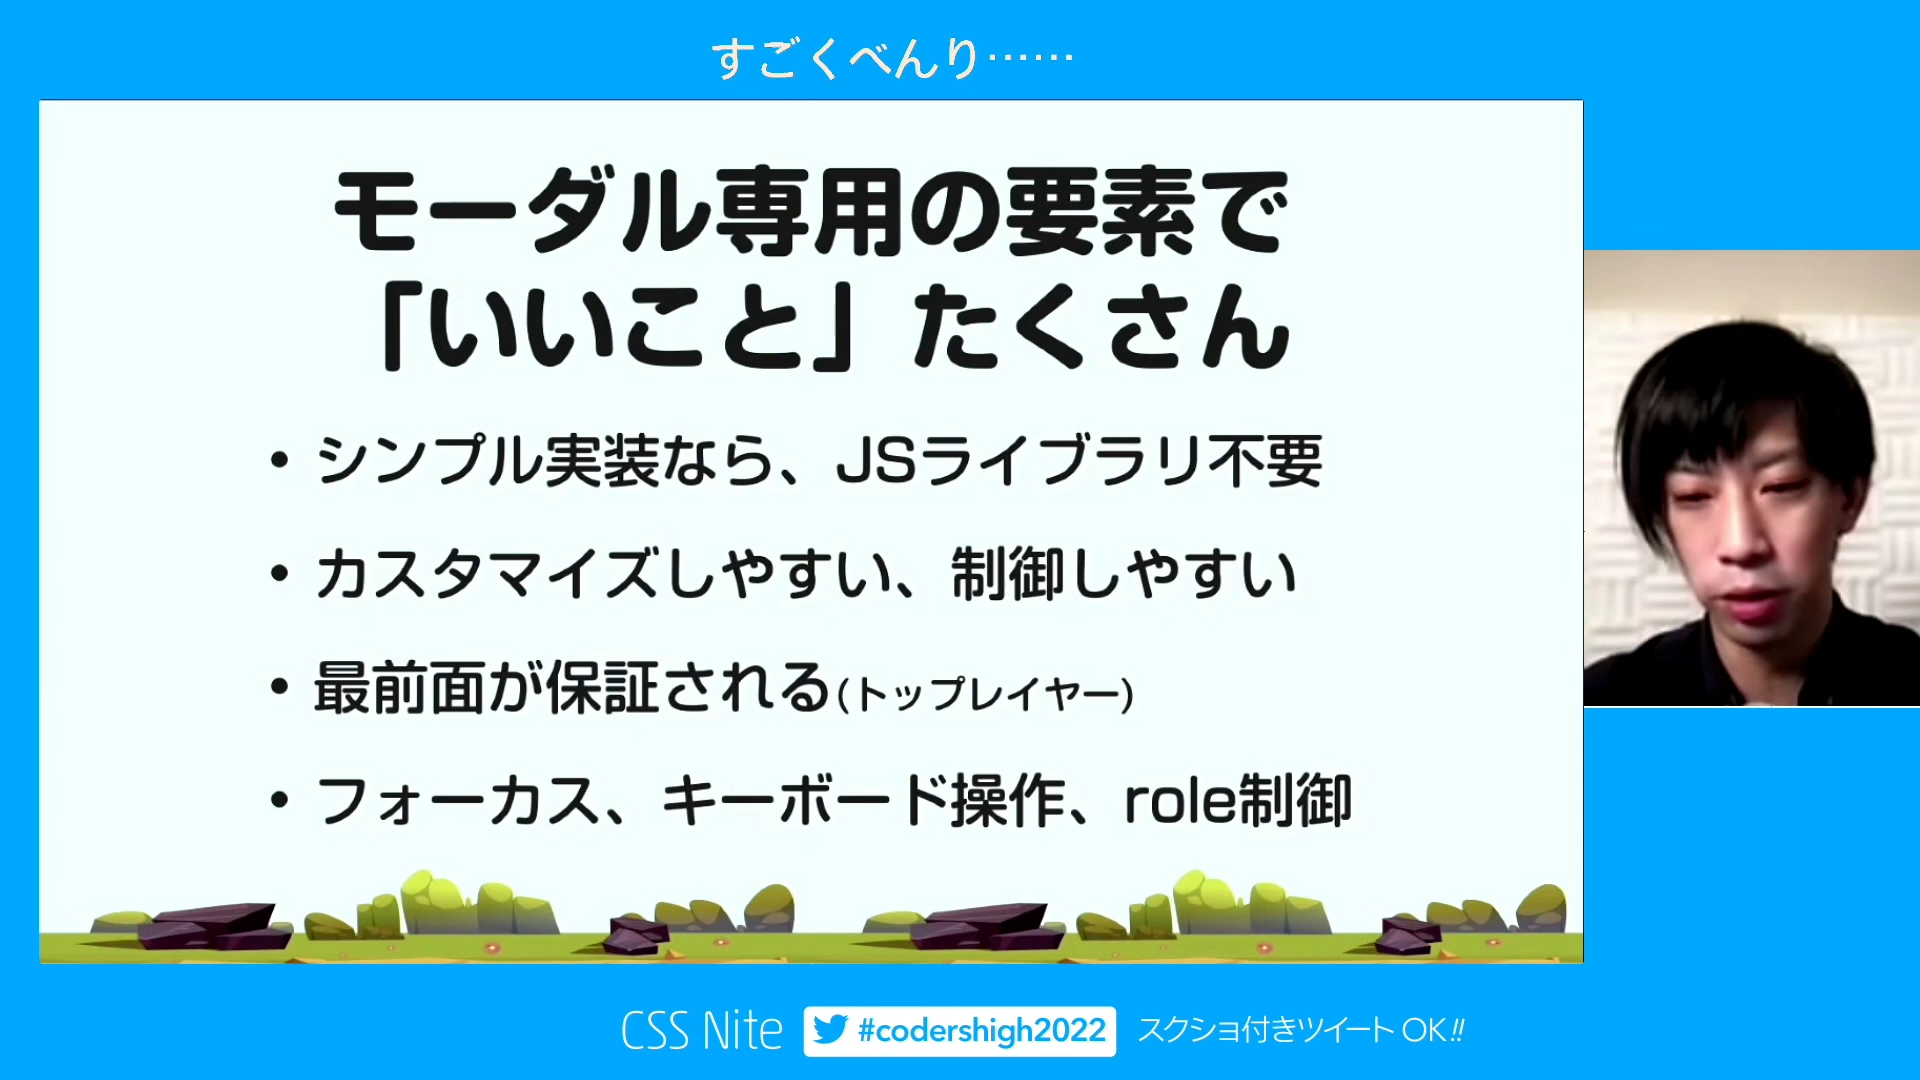 すごくべんり……
モーダル専用の要素で
「いいこと」たくさん
• シンプル実装なら、JSライブラリ不要
• カスタマイズしやすい、制御しやすい
• 最前面が保証される(トップレイヤー)
• フォーカス、キーボード操作、role制御
CSS Nite #codershigh2022 スクショ付きツイート OK!!